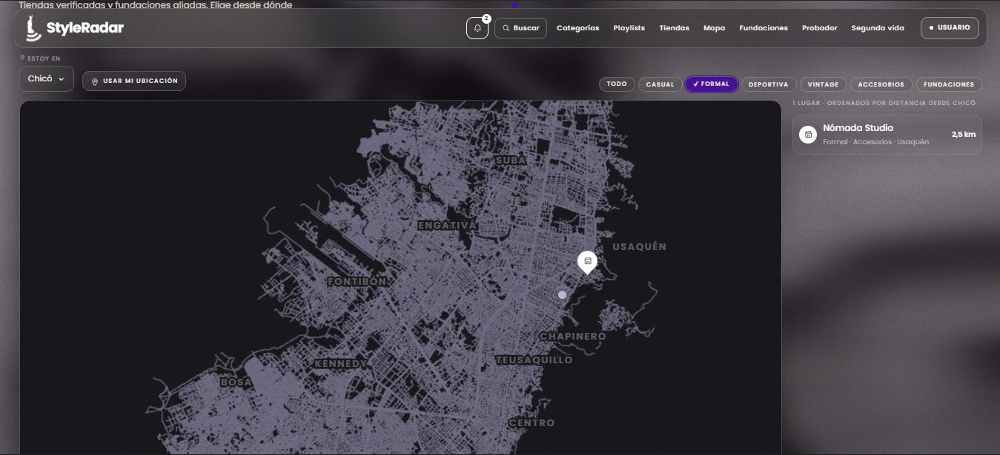 Tiendas verificadas y fundaciones aliadas. Elige desde dónde
StyleRadar
2
Buscar
Categorías
Playlists
Tiendas
Mapa
Fundaciones
Probador
Segunda vida
USUARIO
ESTOY EN
Chicó
USAR MI UBICACIÓN
TODO
CASUAL
✓ FORMAL
DEPORTIVA
VINTAGE
ACCESORIOS
FUNDACIONES
1 LUGAR · ORDENADOS POR DISTANCIA DESDE CHICÓ
Nómada Studio
2,5 km
Formal · Accesorios · Usaquén
SUBA
ENGATIVÁ
USAQUÉN
FONTIBÓN
CHAPINERO
TEUSAQUILLO
KENNEDY
BOSA
CENTRO